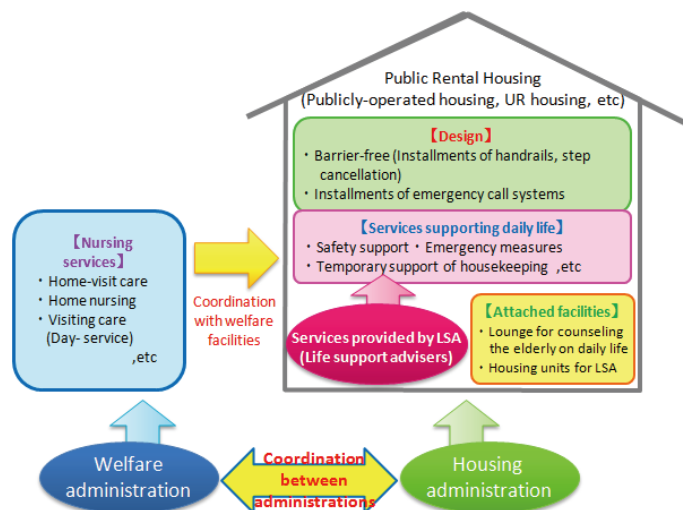 Public Rental Housing
(Publicly-operated housing, UR housing, etc)
【Design】
・Barrier-free (Installments of handrails, step
cancellation)
・Installments of emergency call systems
【Services supporting daily life】
・Safety support ・Emergency measures
・Temporary support of housekeeping ,etc
【Nursing
services】
・Home-visit care
・Home nursing
・Visiting care
(Day- service)
,etc
Coordination
with welfare
facilities
Services provided by LSA
(Life support advisers)
【Attached facilities】
・Lounge for counseling
the elderly on daily life
・Housing units for LSA
Welfare
administration
Coordination
between
administrations
Housing
administration